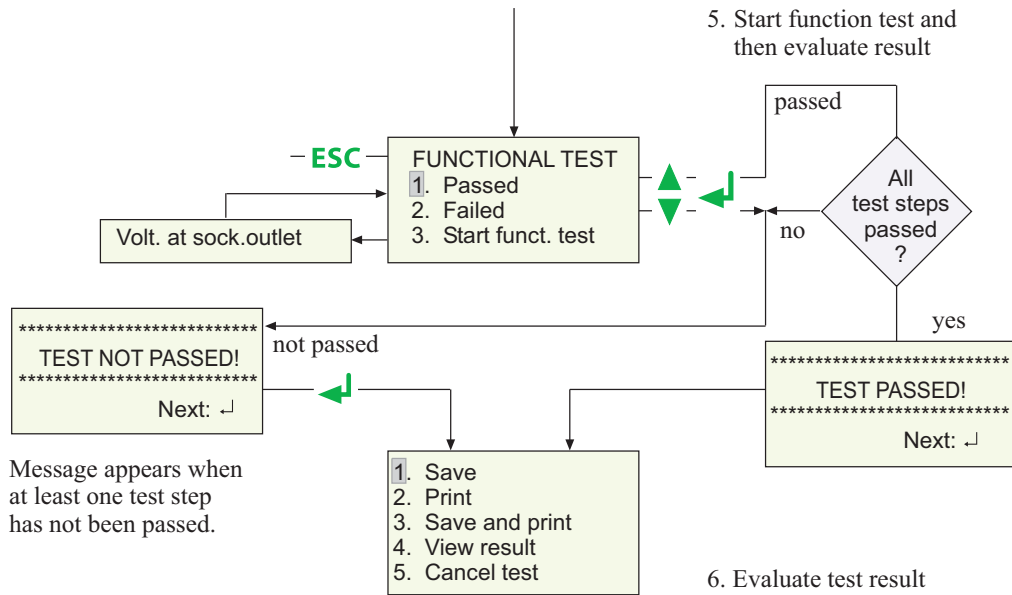 5. Start function test and
then evaluate result
passed
ESC
FUNCTIONAL TEST
1. Passed
2. Failed
3. Start funct. test
All
test steps
passed
?
no
Volt. at sock.outlet
yes
***************************
TEST NOT PASSED!
***************************
Next: ↵
not passed
***************************
TEST PASSED!
***************************
Next: ↵
Message appears when
at least one test step
has not been passed.
1. Save
2. Print
3. Save and print
4. View result
5. Cancel test
6. Evaluate test result